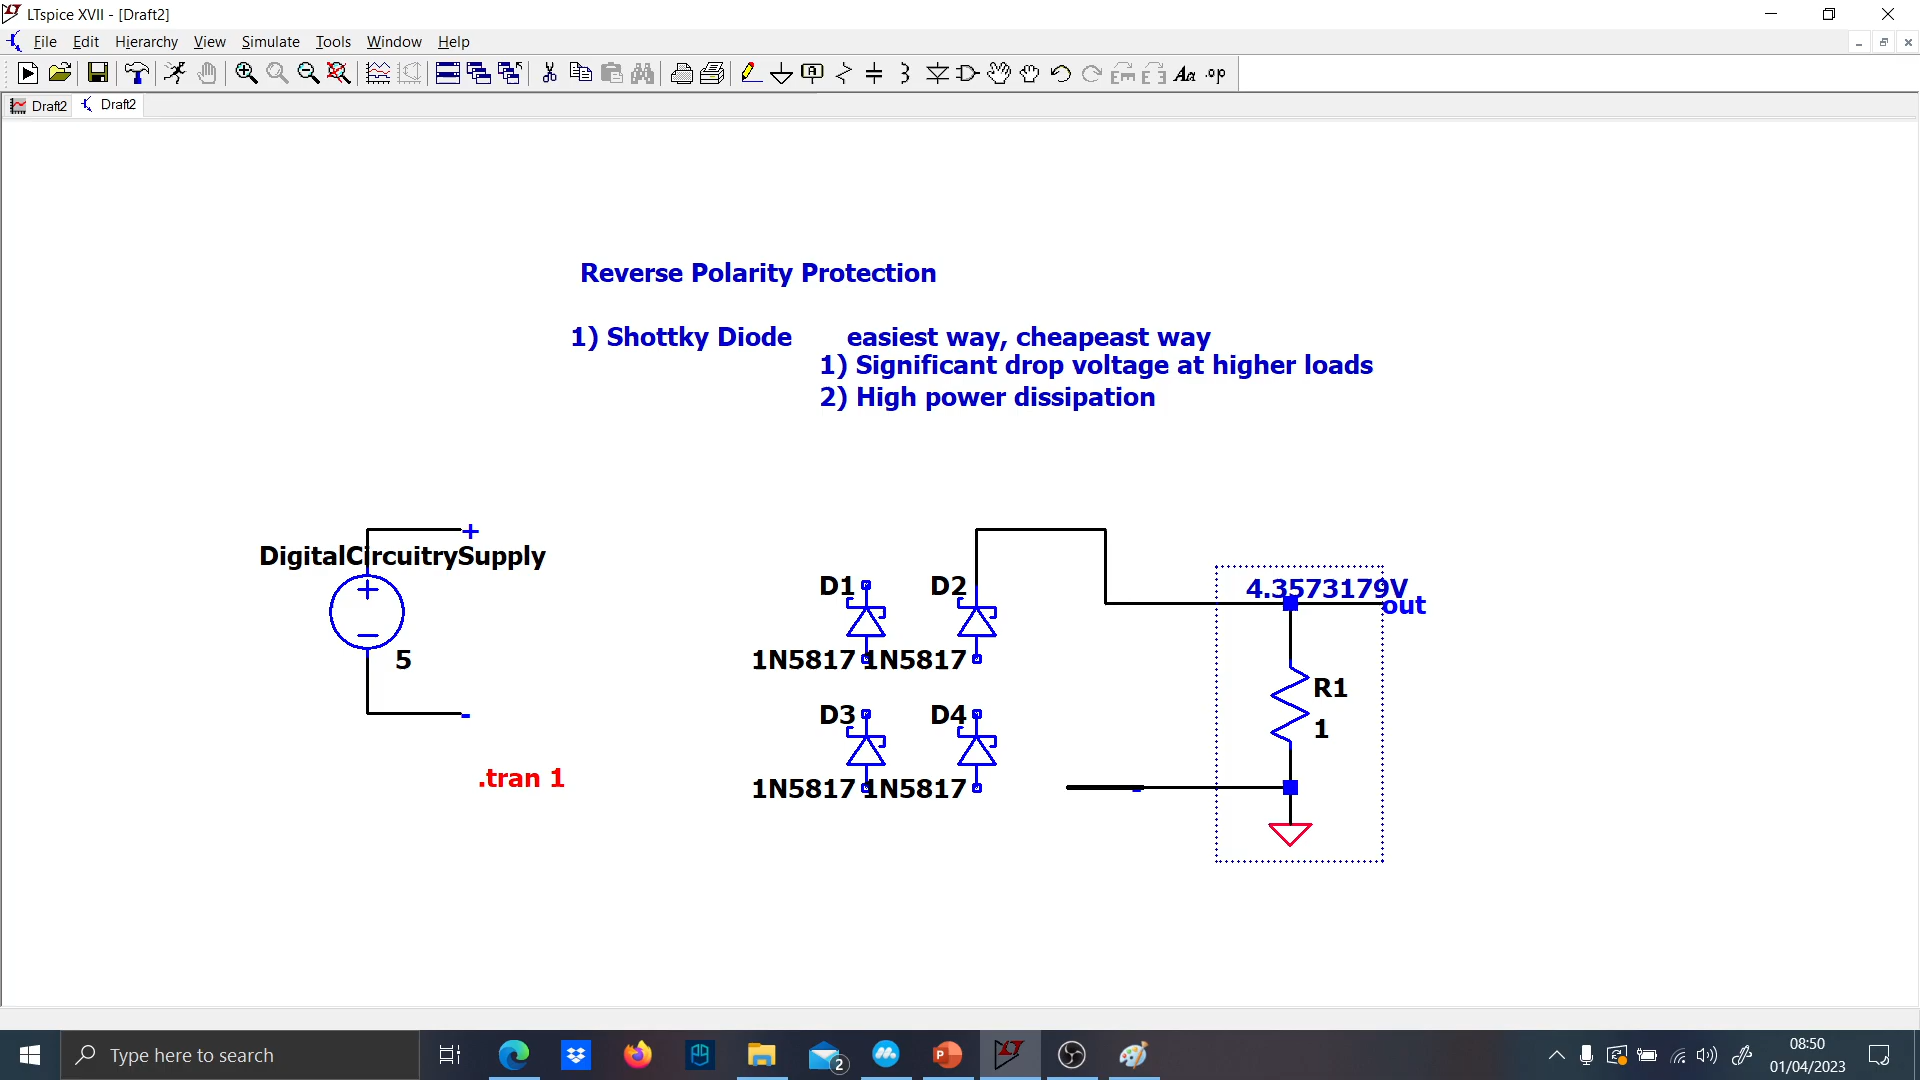 LTspice XVII - [Draft2]
File Edit Hierarchy View Simulate Tools Window Help
Draft2 Draft2
Reverse Polarity Protection
1) Shottky Diode easiest way, cheapeast way
1) Significant drop voltage at higher loads
2) High power dissipation
+
DigitalCircuitrySupply
5
-
.tran 1
D1 D2
1N5817 1N5817
D3 D4
1N5817 1N5817
-
4.3573179V
out
R1
1
Type here to search
2
08:50
01/04/2023